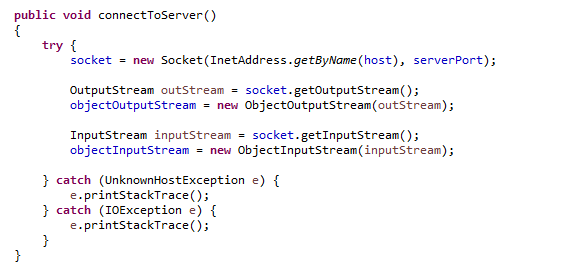 public void connectToServer()
{
    try {
        socket = new Socket(InetAddress.getByName(host), serverPort);

        OutputStream outStream = socket.getOutputStream();
        objectOutputStream = new ObjectOutputStream(outStream);

        InputStream inputStream = socket.getInputStream();
        objectInputStream = new ObjectInputStream(inputStream);

    } catch (UnknownHostException e) {
        e.printStackTrace();
    } catch (IOException e) {
        e.printStackTrace();
    }
}